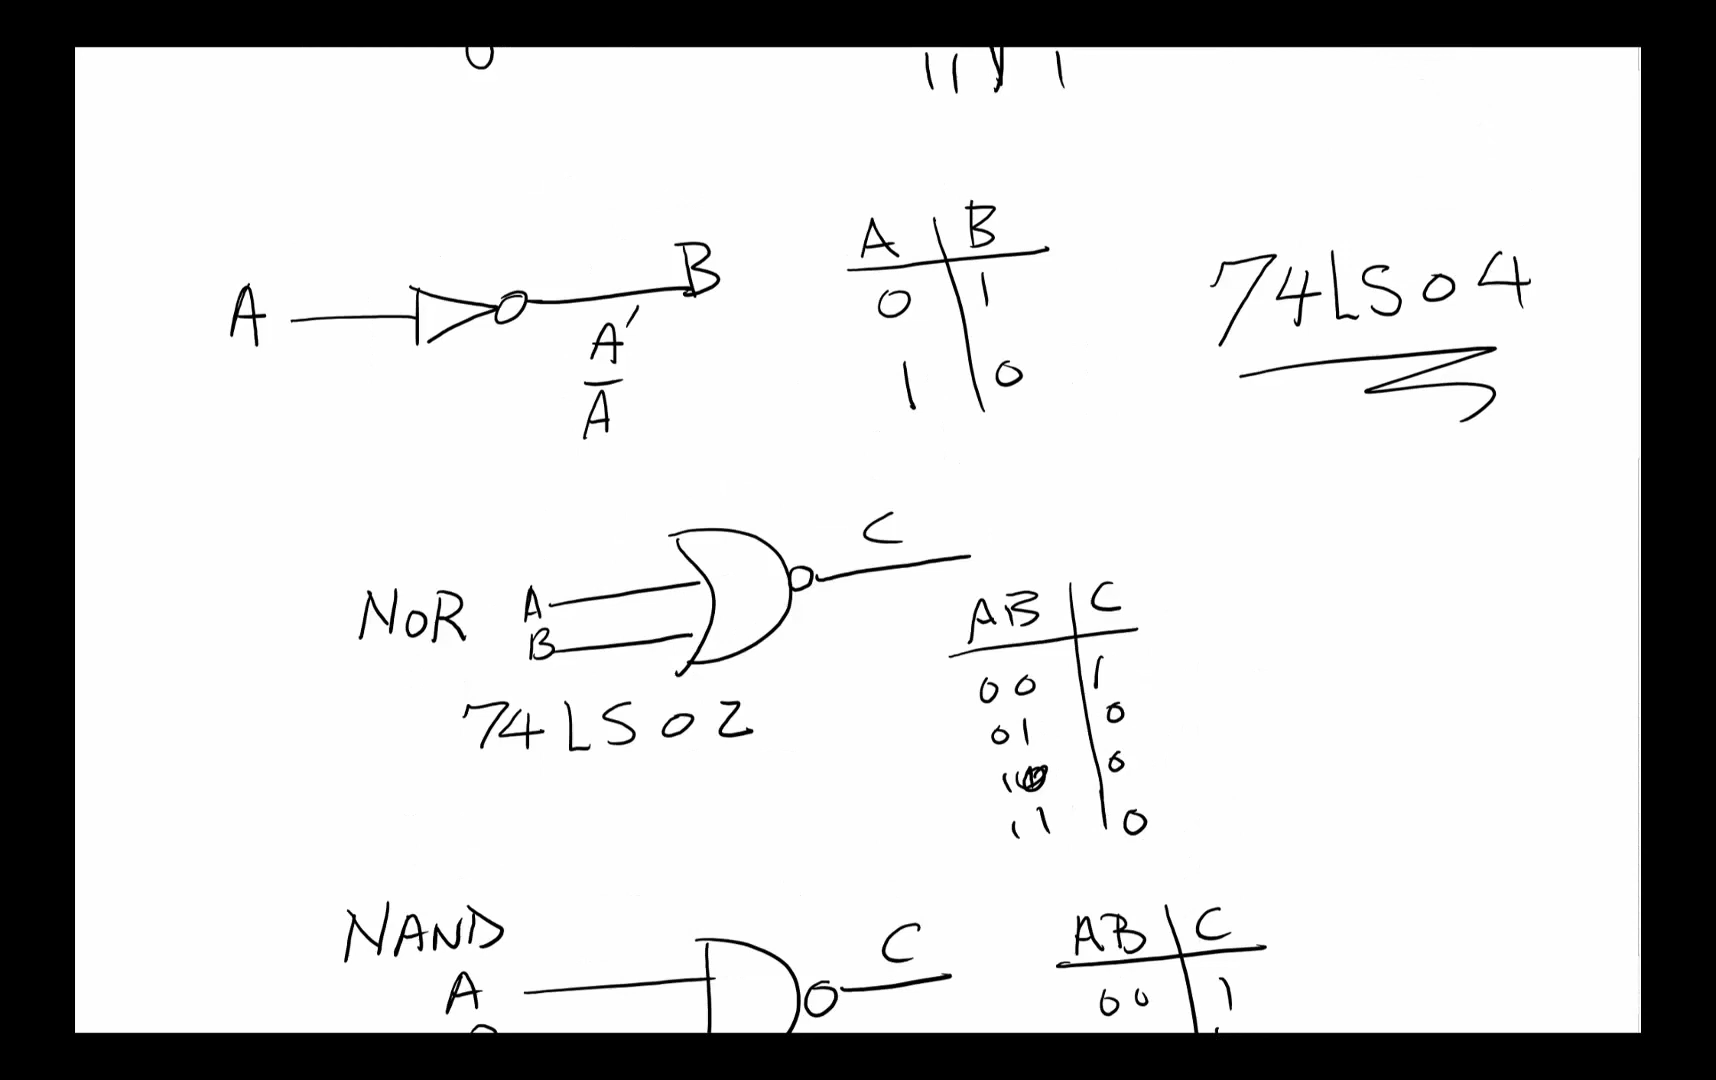 A B
A' Ā
A | B
0 | 1
1 | 0
74LS04
C
NOR A
B
74LS02
AB | C
00 | 1
01 | 0
10 | 0
11 | 0
NAND
A
C
AB | C
00 | 1